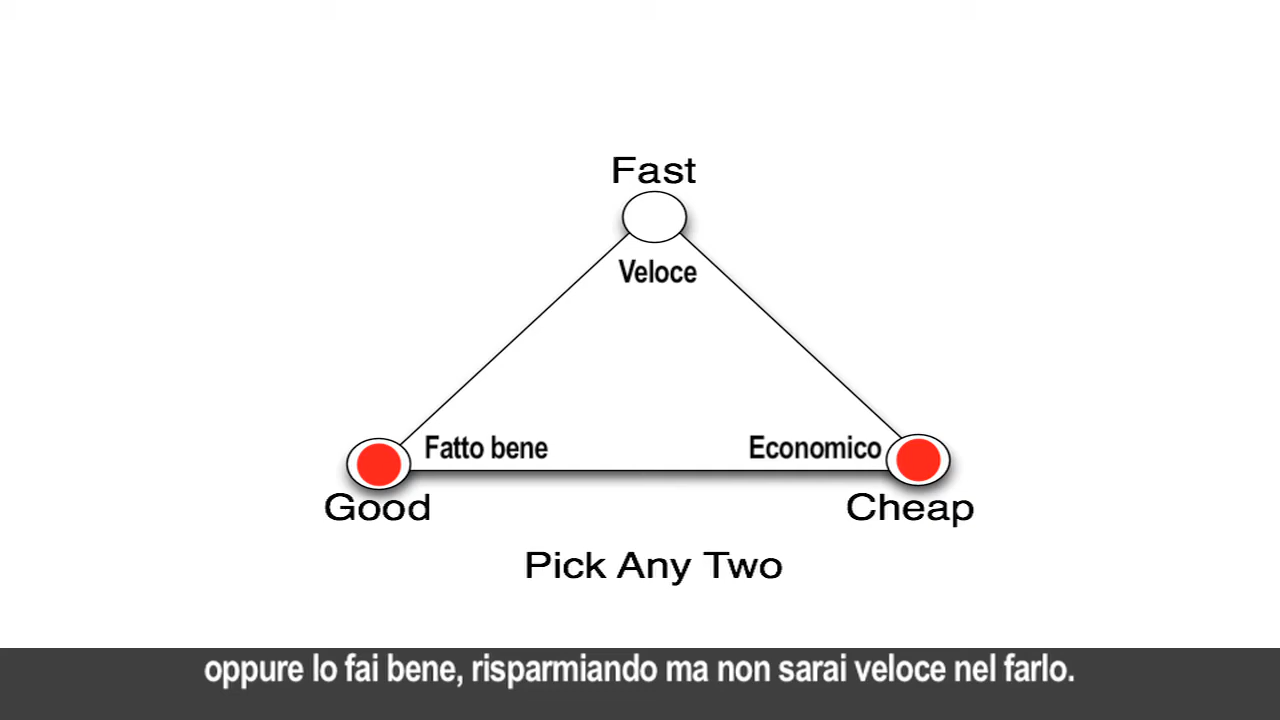 Fast
Veloce
Fatto bene
Economico
Good
Cheap
Pick Any Two
oppure lo fai bene, risparmiando ma non sarai veloce nel farlo.